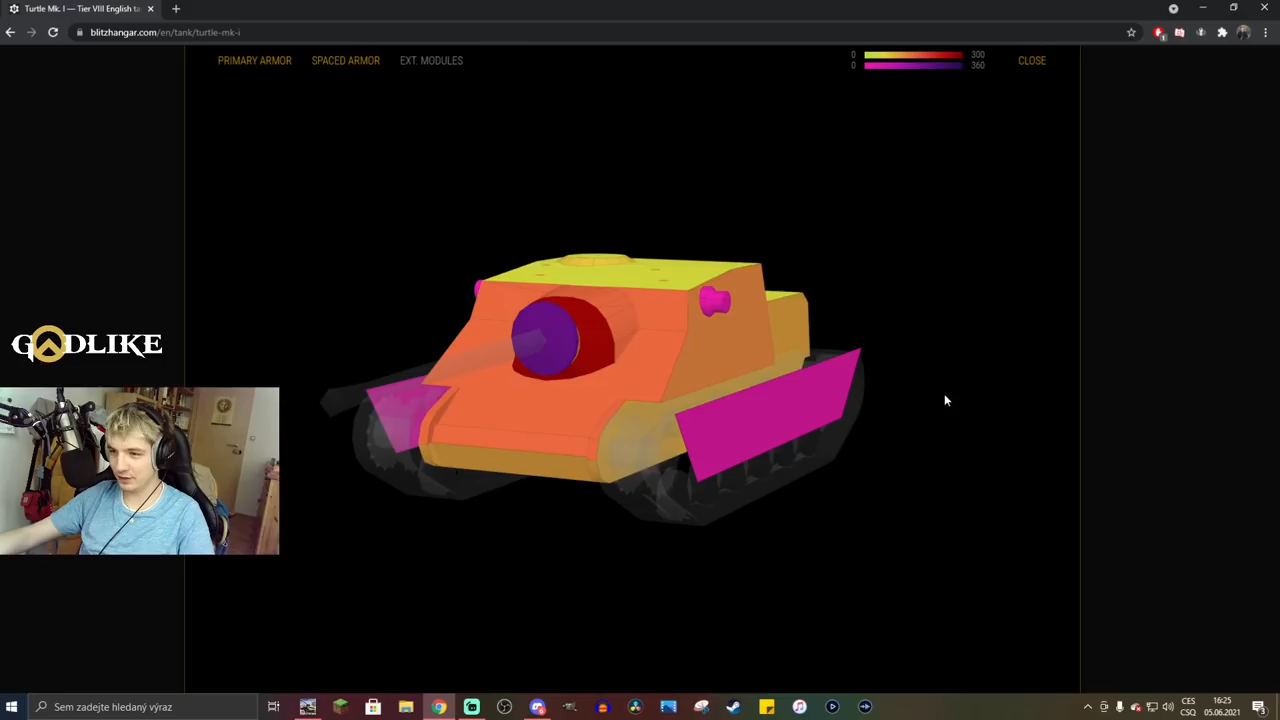 Turtle Mk. I — Tier VIII English ta
blitzhangar.com/en/tank/turtle-mk-i
PRIMARY ARMOR SPACED ARMOR EXT. MODULES
0 300
0 360
CLOSE
GODLIKE
Sem zadejte hledaný výraz
CES 16:25
CSQ 05.06.2021